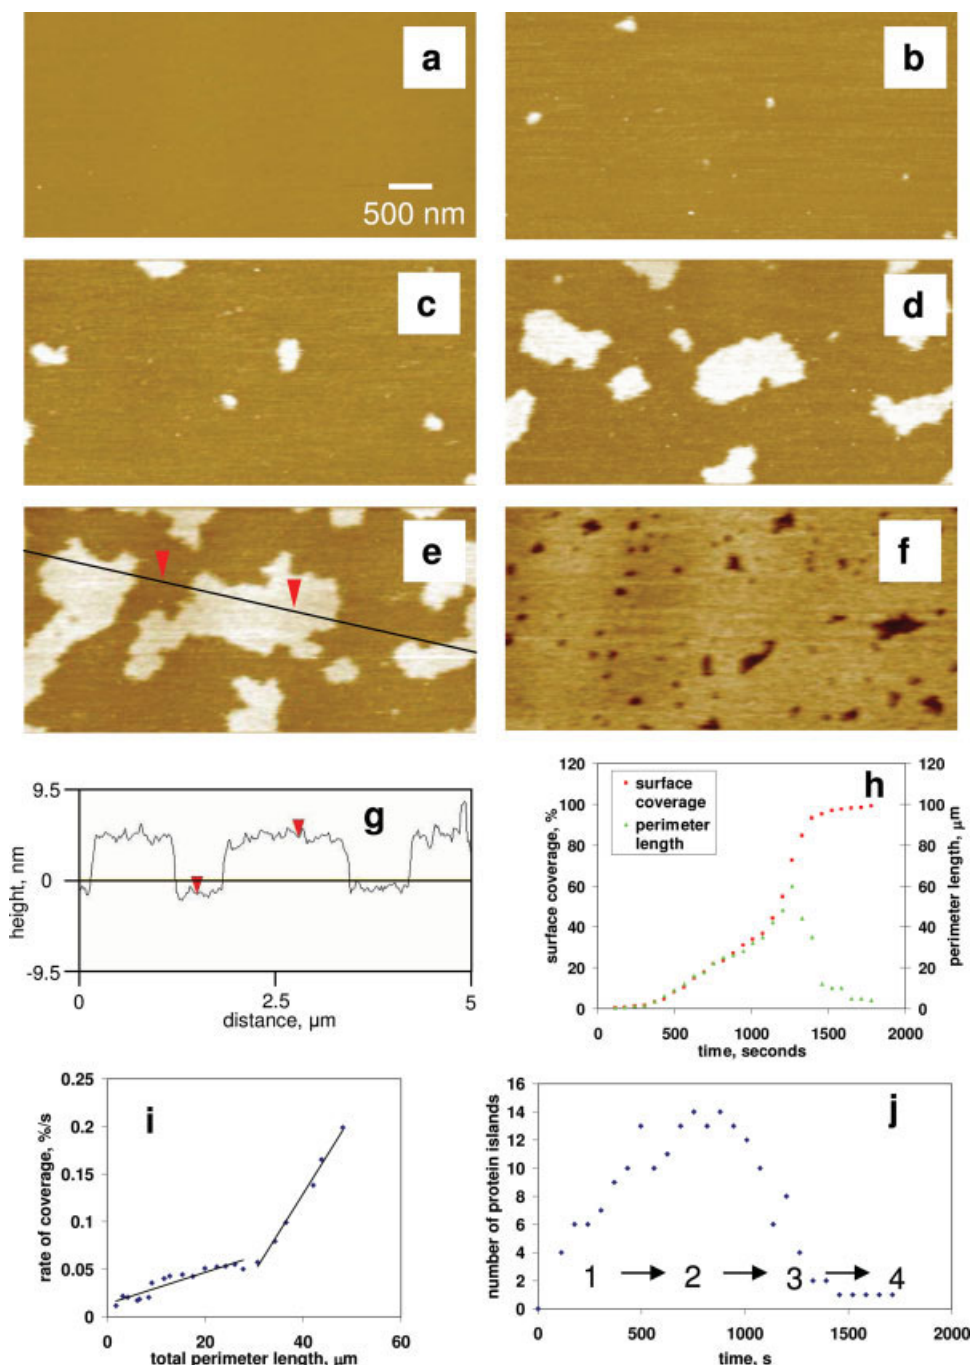 a
500 nm
b
c
d
e
f
g
9.5
0
-9.5
height, nm
0
2.5
5
distance, µm
h
surface coverage
perimeter length
120
100
80
60
40
20
0
surface coverage, %
120
100
80
60
40
20
0
perimeter length, µm
0
500
1000
1500
2000
time, seconds
i
0.25
0.2
0.15
0.1
0.05
0
rate of coverage, %/s
0
20
40
60
total perimeter length, µm
j
16
14
12
10
8
6
4
2
0
number of protein islands
1
2
3
4
0
500
1000
1500
2000
time, s